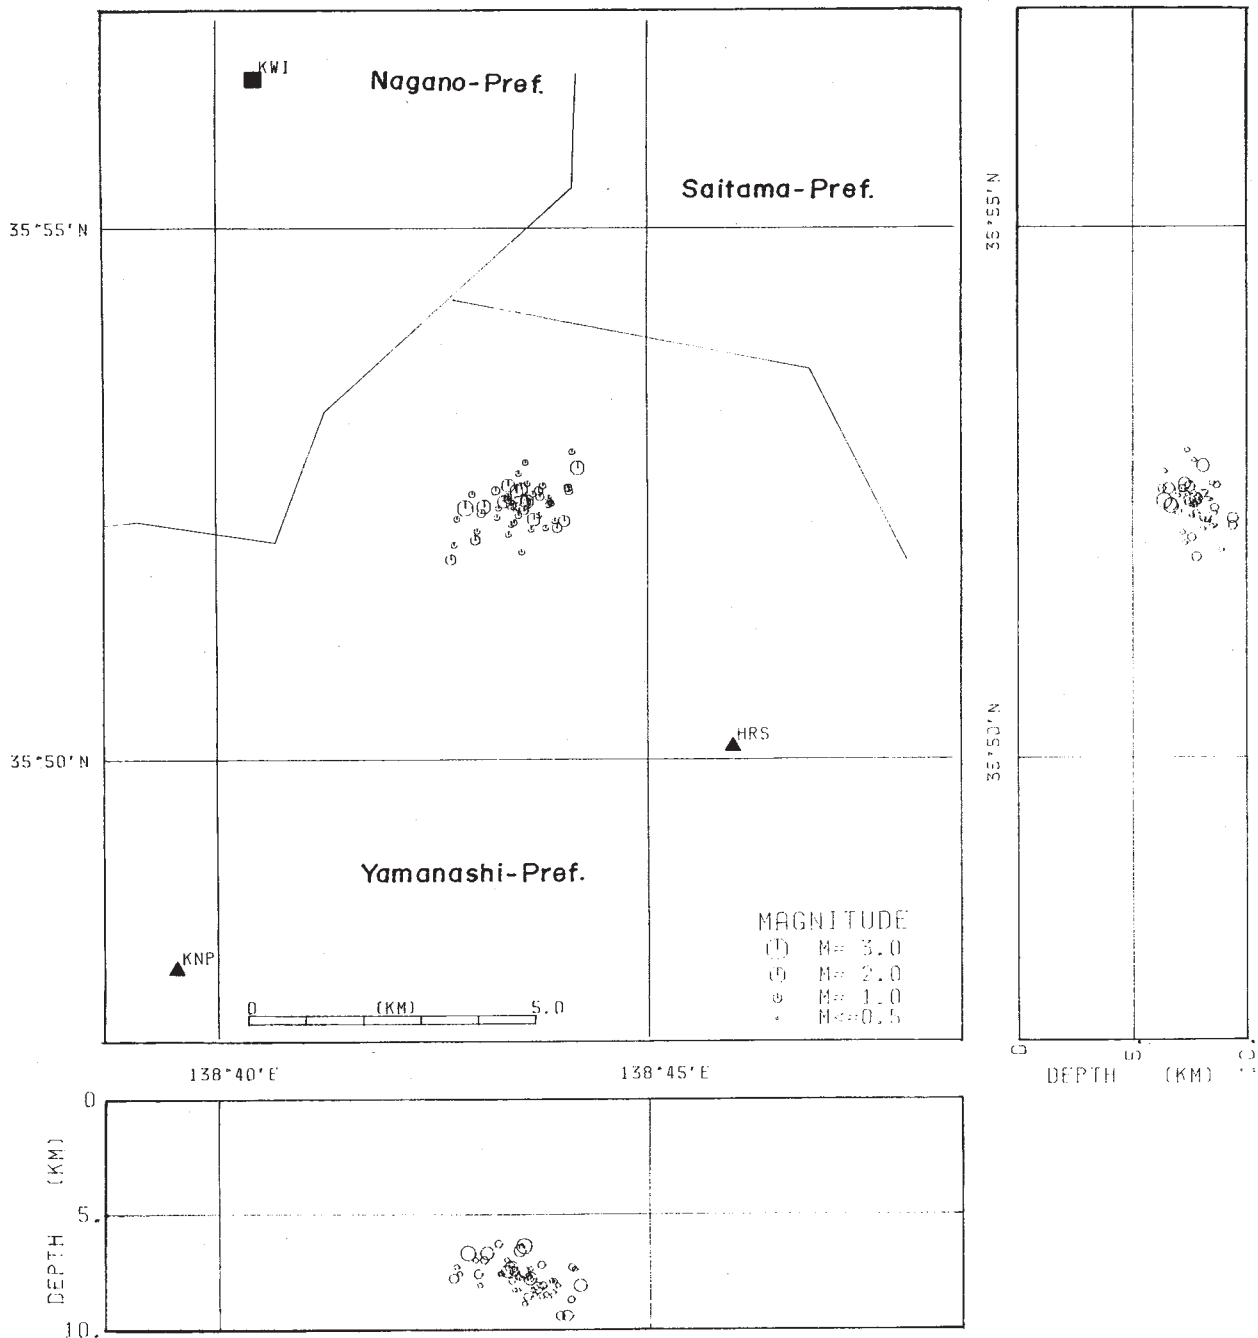 KWI
Nagano-Pref.
Saitama-Pref.
35°55'N
35°55'N
HRS
35°50'N
35°50'N
Yamanashi-Pref.
MAGNITUDE
M= 3.0
M= 2.0
M= 1.0
M<=0.5
KNP
0 (KM) 5.0
138°40'E
138°45'E
0
5.
DEPTH (KM)
0
5.
10.
DEPTH (KM)